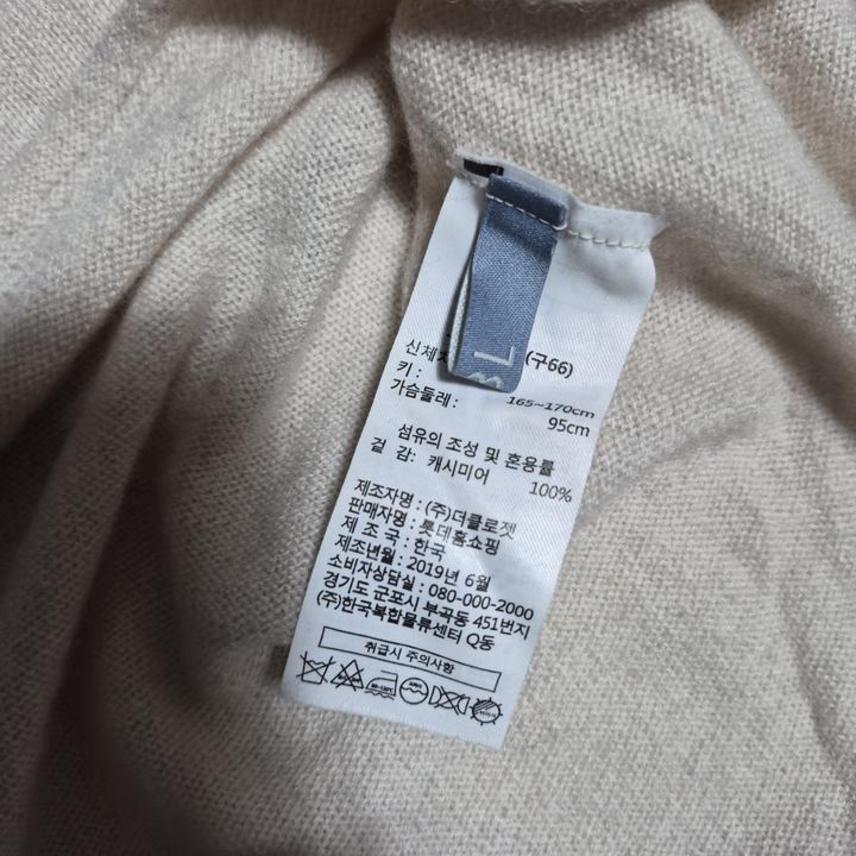 L
신체치 (구66)
키 : 165~170cm
가슴둘레 : 95cm
섬유의 조성 및 혼용률
겉 감: 캐시미어 100%
제조자명 : (주)더클로젯
판매자명 : 롯데홈쇼핑
제 조 국 : 한국
제조년월 : 2019년 6월
소비자상담실 : 080-000-2000
경기도 군포시 부곡동 451번지
(주)한국복합물류센터 Q동
취급시 주의사항